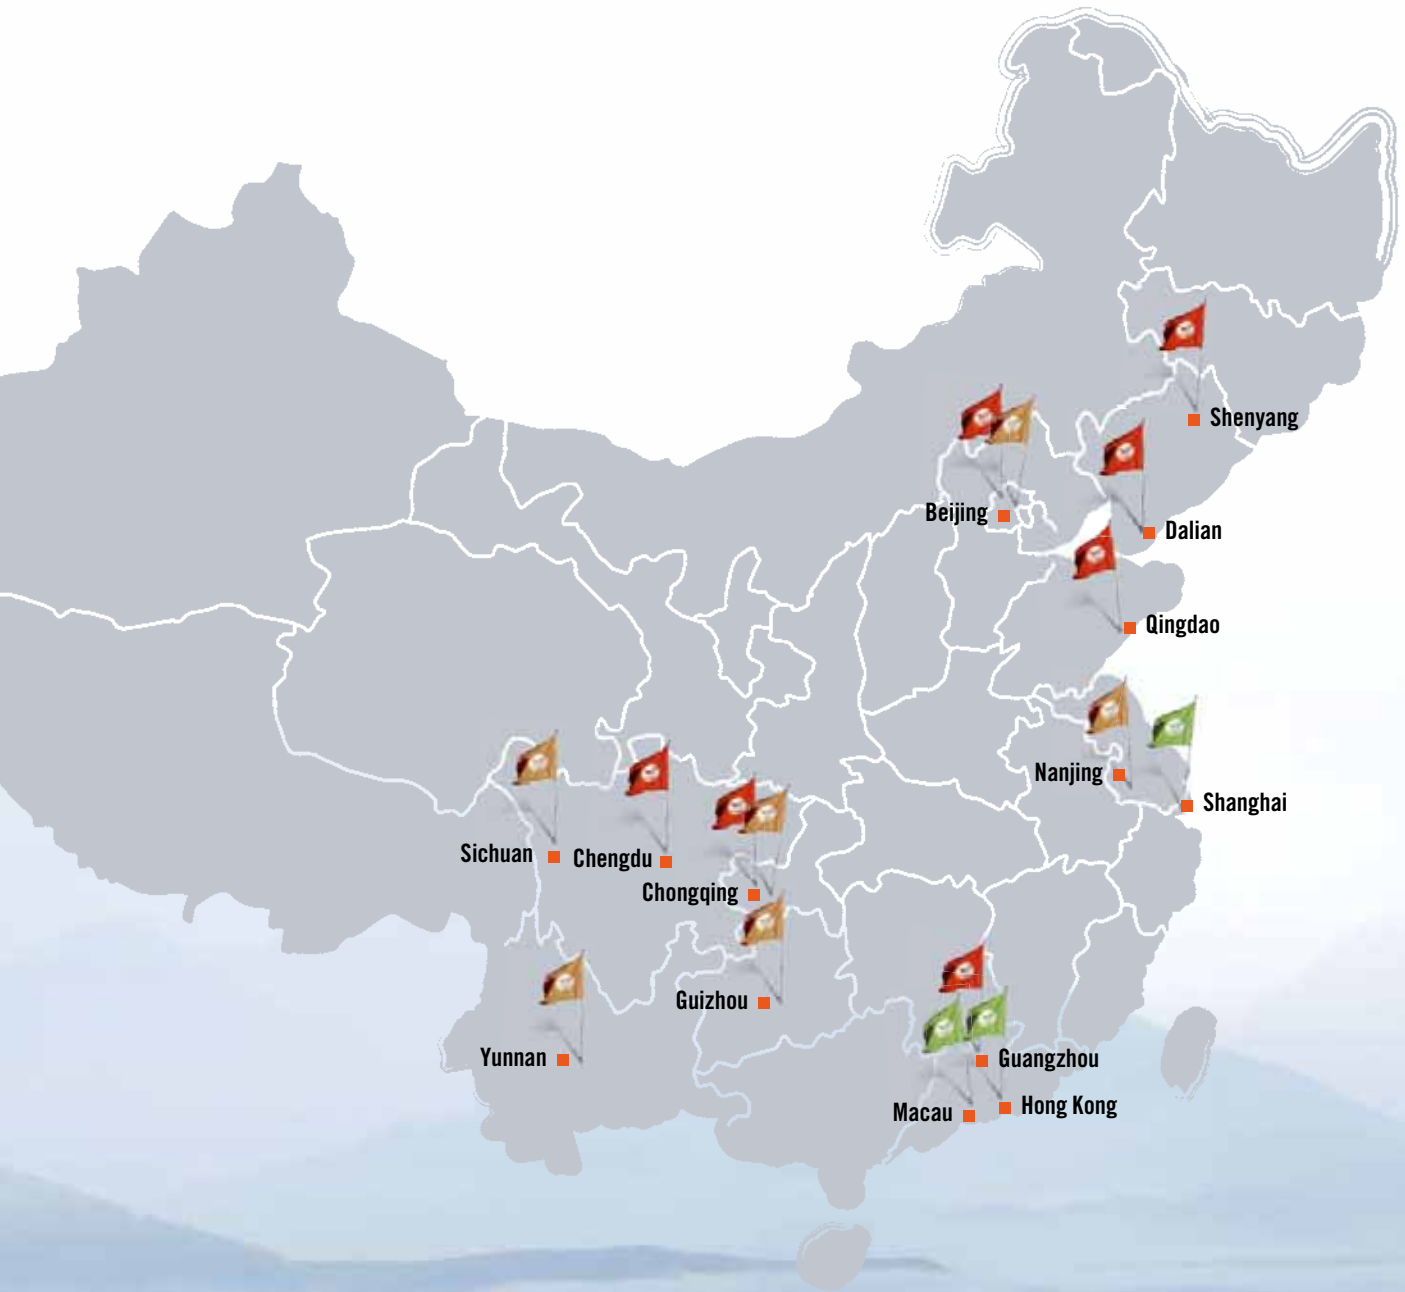 Shenyang
Beijing
Dalian
Qingdao
Nanjing
Shanghai
Sichuan
Chengdu
Chongqing
Guizhou
Yunnan
Guangzhou
Macau
Hong Kong